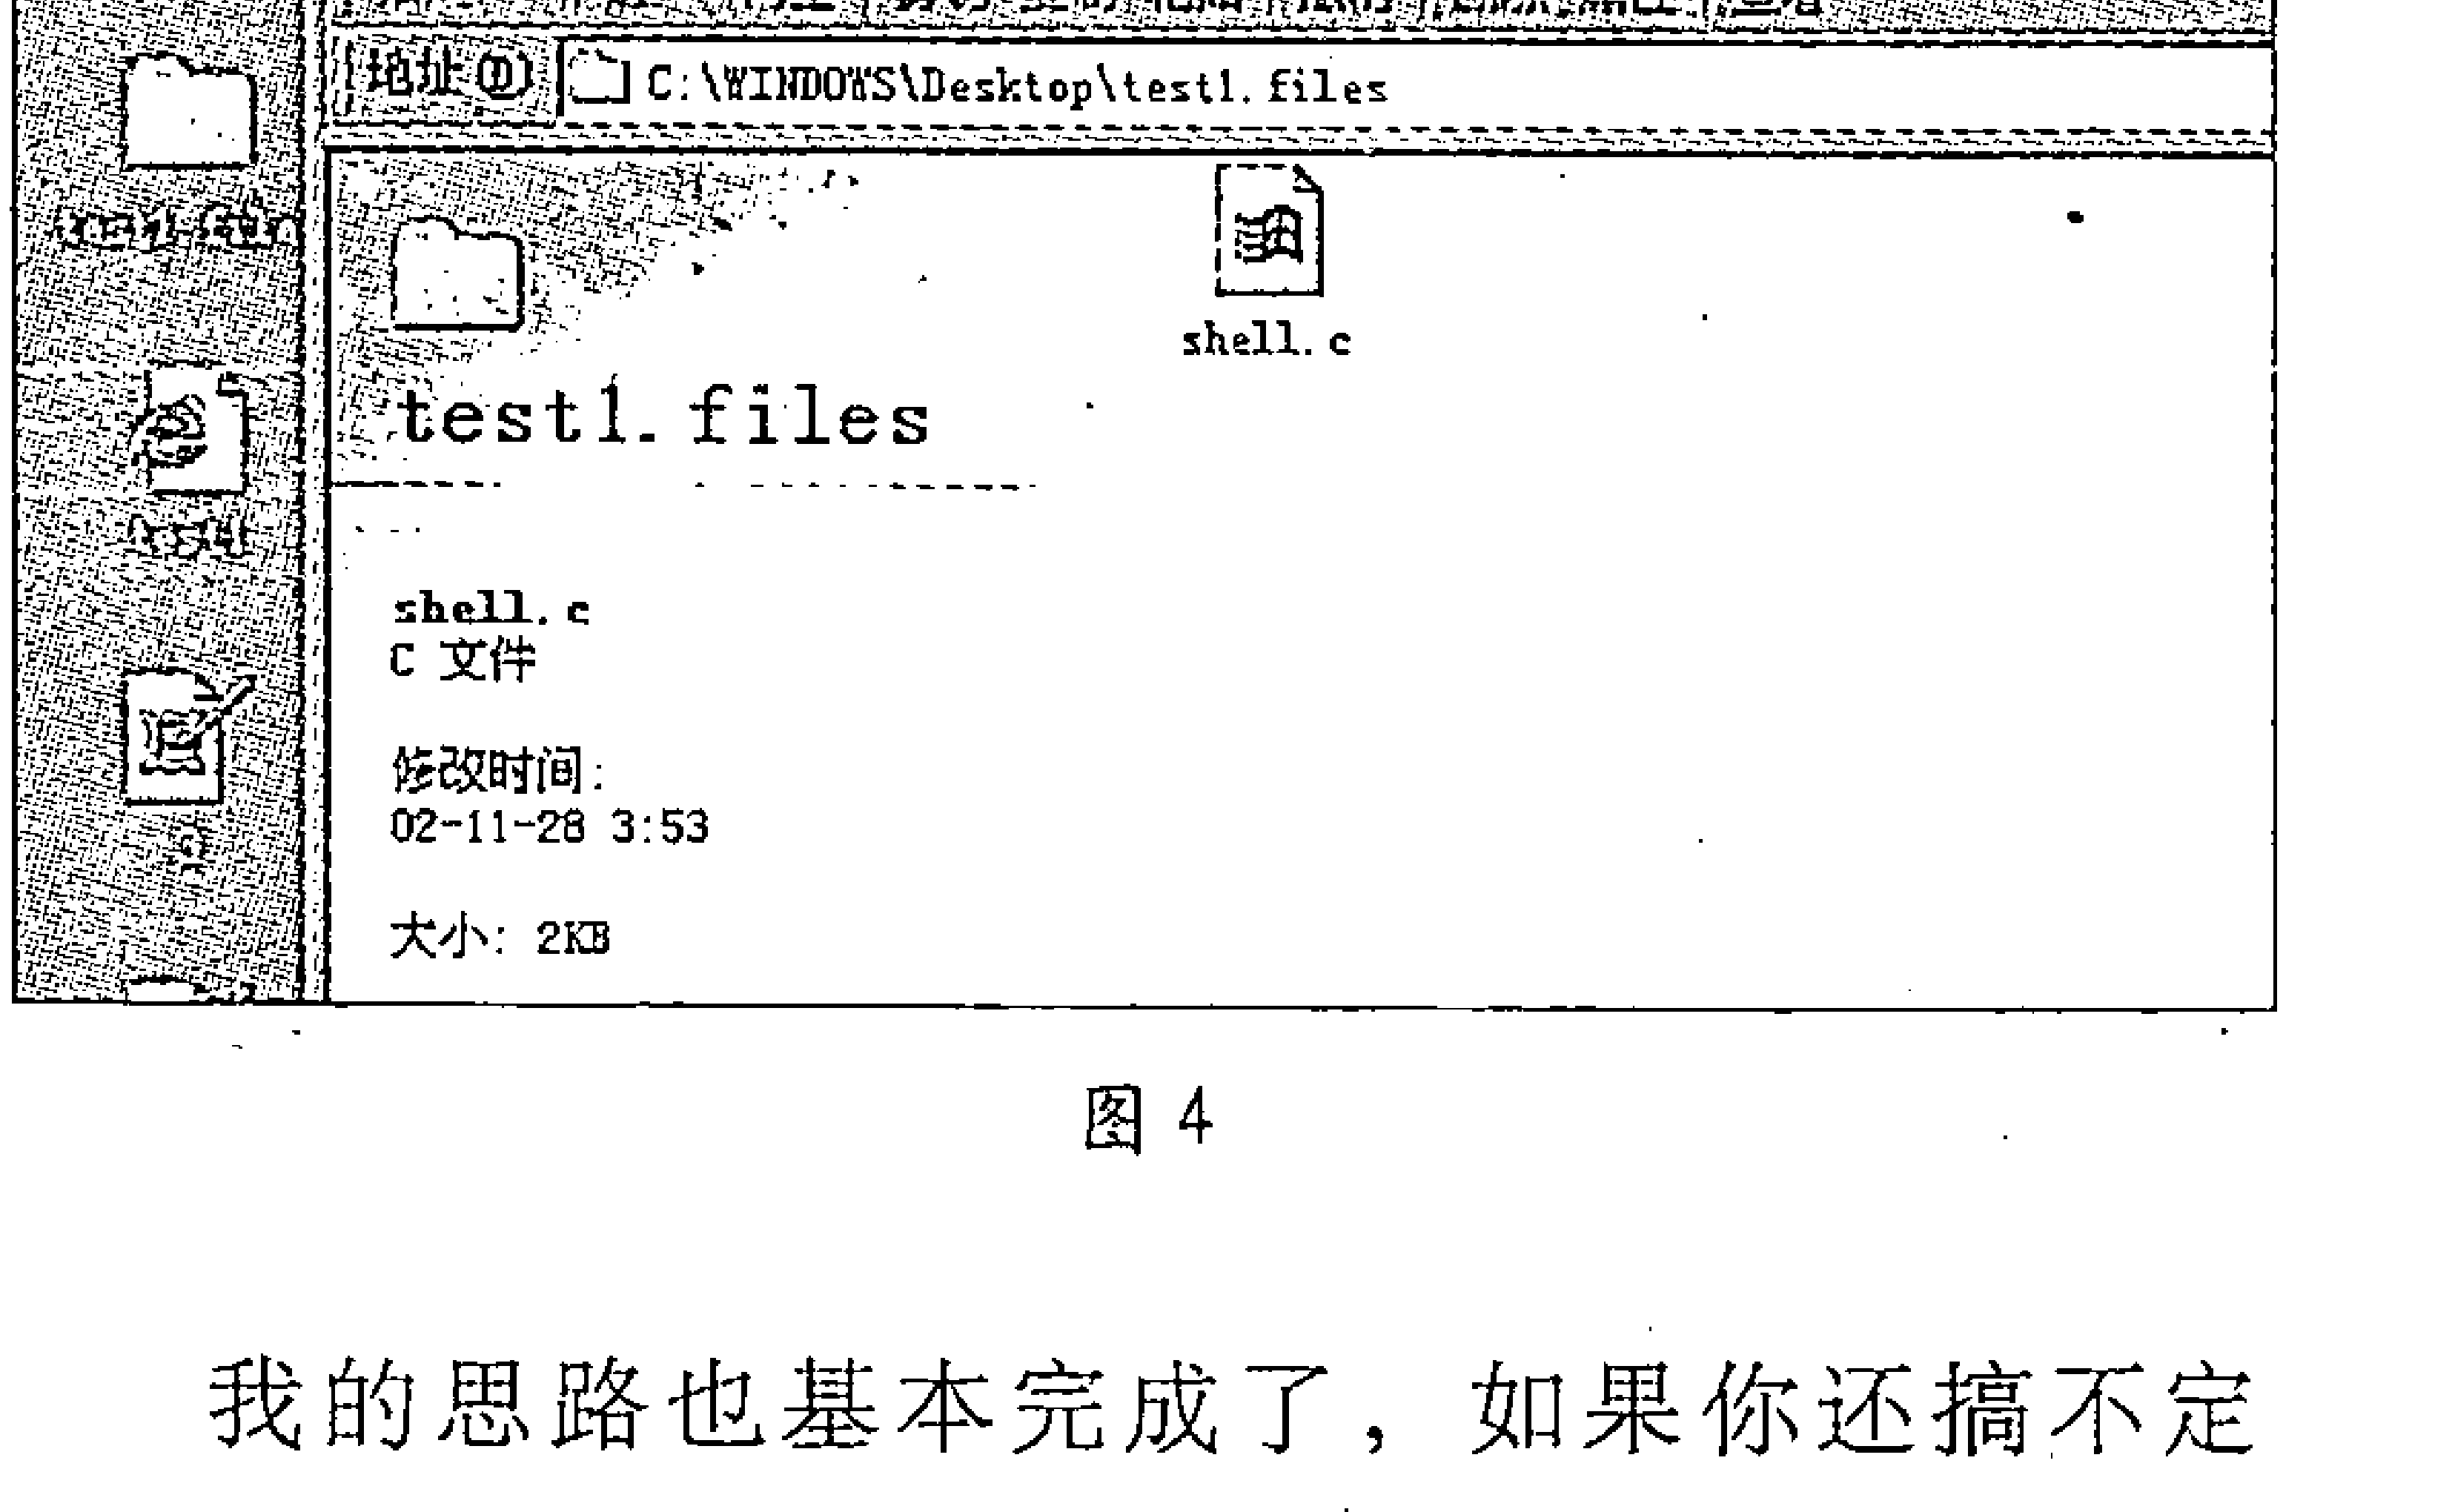 地址(D) C:\WINDOWS\Desktop\test1.files
shell.c
test1.files
shell.c
C 文件
修改时间:
02-11-28 3:53
大小: 2KB
图 4
我的思路也基本完成了，如果你还搞不定